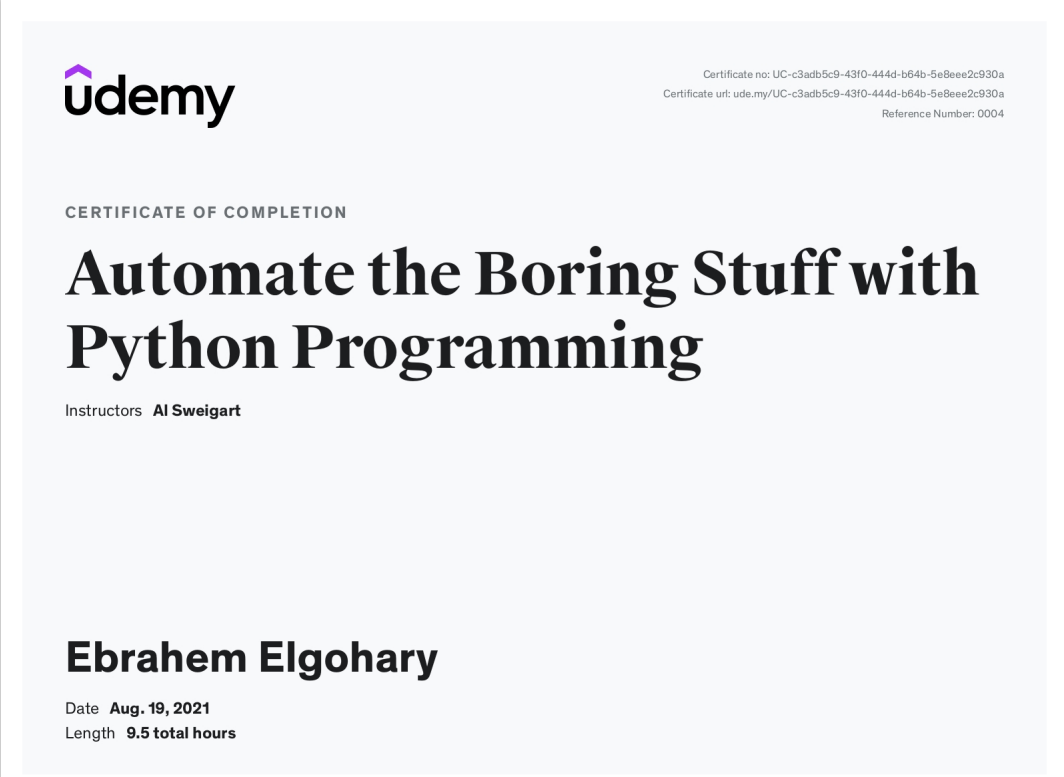 udemy
Certificate no: UC-c3adb5c9-43f0-444d-b64b-5e8eee2c930a
Certificate url: ude.my/UC-c3adb5c9-43f0-444d-b64b-5e8eee2c930a
Reference Number: 0004
CERTIFICATE OF COMPLETION
Automate the Boring Stuff with
Python Programming
Instructors Al Sweigart
Ebrahem Elgohary
Date Aug. 19, 2021
Length 9.5 total hours